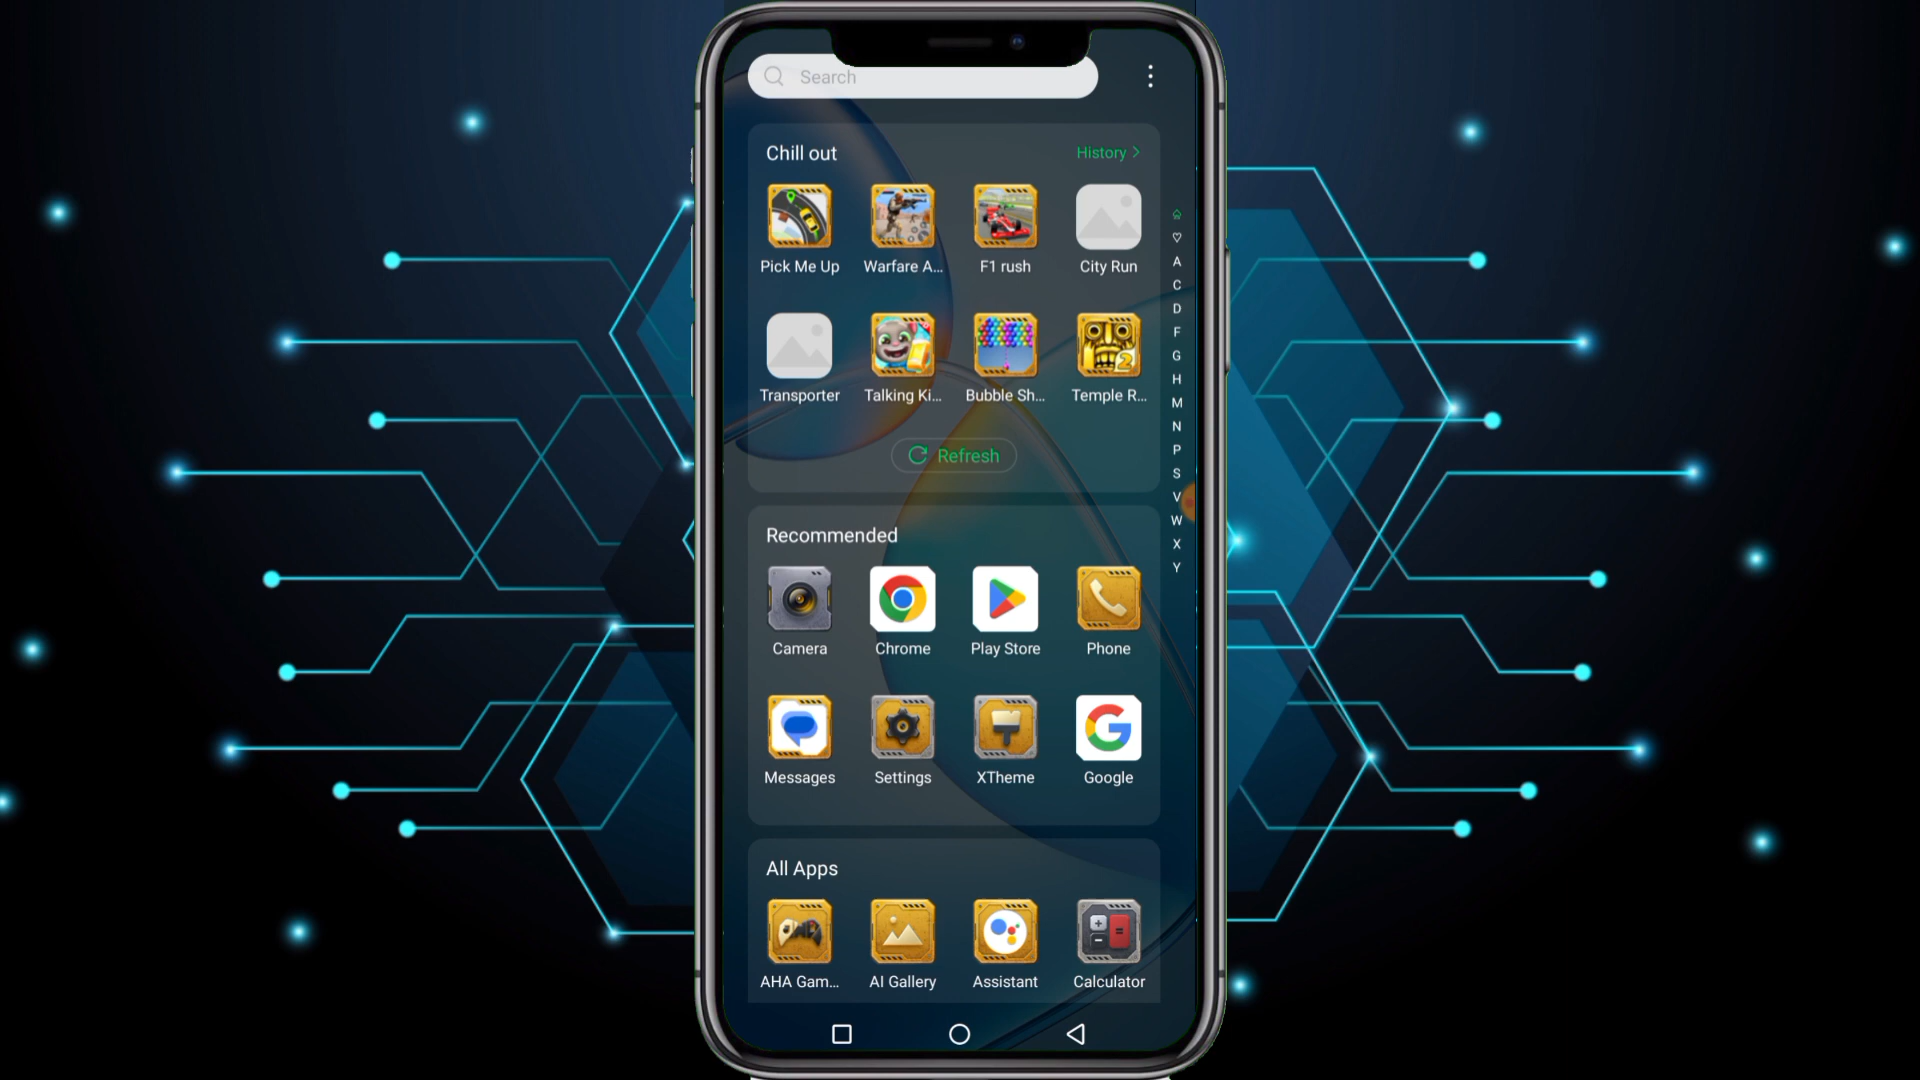 Search
Chill out
History >
Pick Me Up
Warfare A...
F1 rush
City Run
Transporter
Talking Ki...
Bubble Sh...
Temple R...
Refresh
Recommended
Camera
Chrome
Play Store
Phone
Messages
Settings
XTheme
Google
All Apps
AHA Gam...
AI Gallery
Assistant
Calculator
A
C
D
F
G
H
M
N
P
S
V
W
X
Y